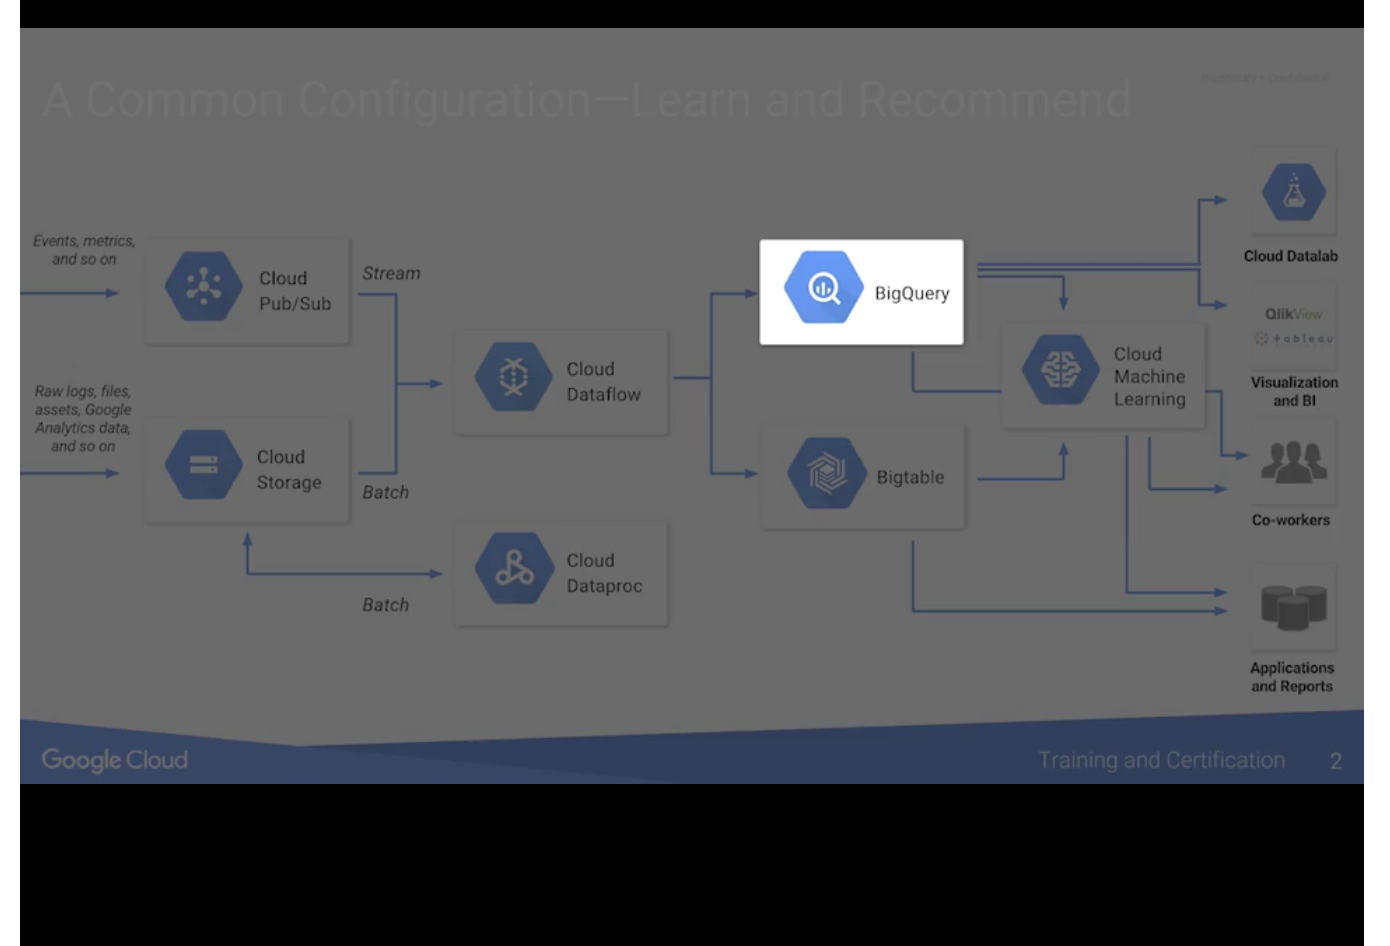 Proprietary + Confidential
A Common Configuration—Learn and Recommend
Events, metrics,
and so on
Cloud
Pub/Sub
Stream
Raw logs, files,
assets, Google
Analytics data,
and so on
Cloud
Storage
Batch
Batch
Cloud
Dataflow
Cloud
Dataproc
BigQuery
Bigtable
Cloud
Machine
Learning
Cloud Datalab
QlikView
+ableau
Visualization
and BI
Co-workers
Applications
and Reports
Google Cloud
Training and Certification
2